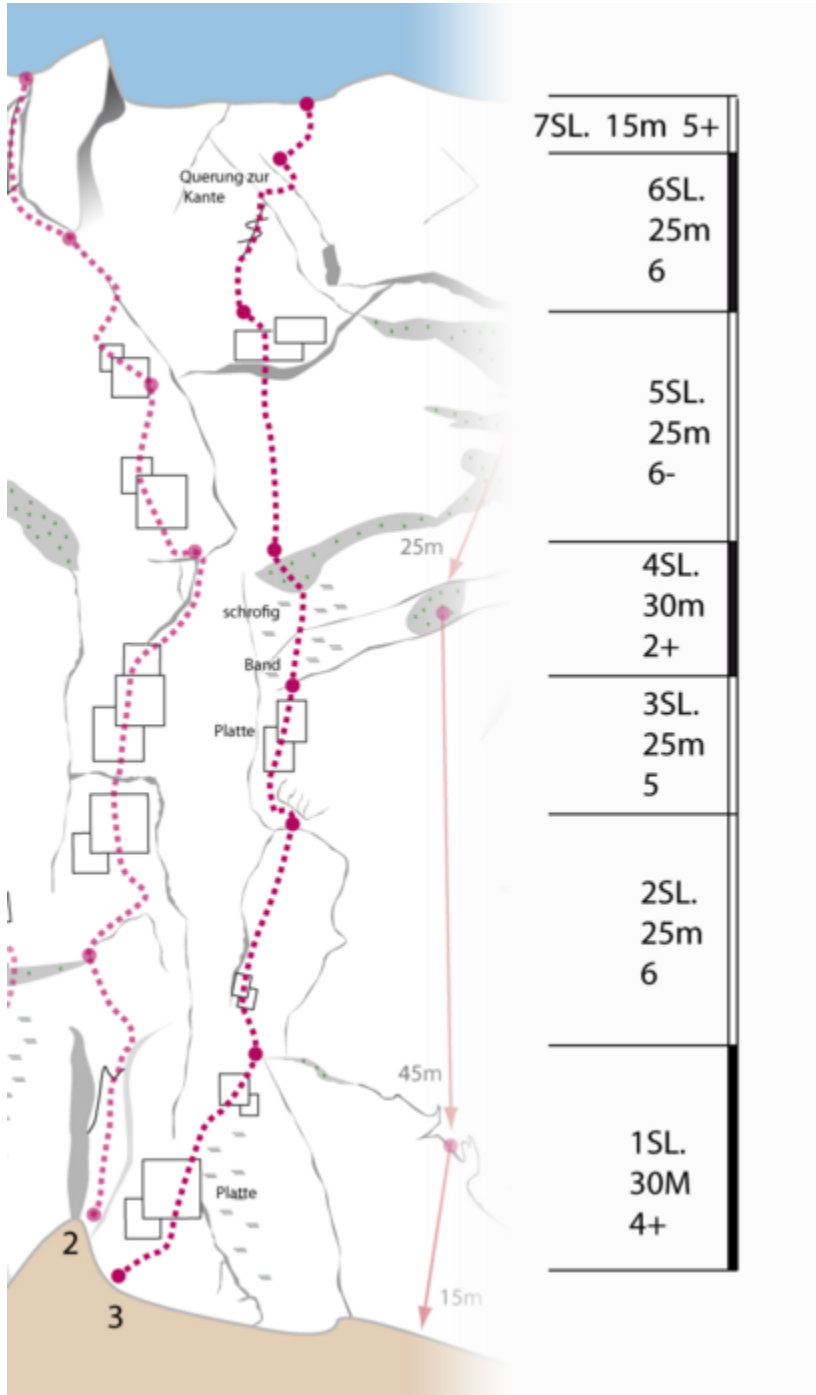 Querung zur
Kante
25m
schrofig
Band
Platte
45m
Platte
2
15m
3
7SL. 15m 5+
6SL.
25m
6
5SL.
25m
6-
4SL.
30m
2+
3SL.
25m
5
2SL.
25m
6
1SL.
30M
4+